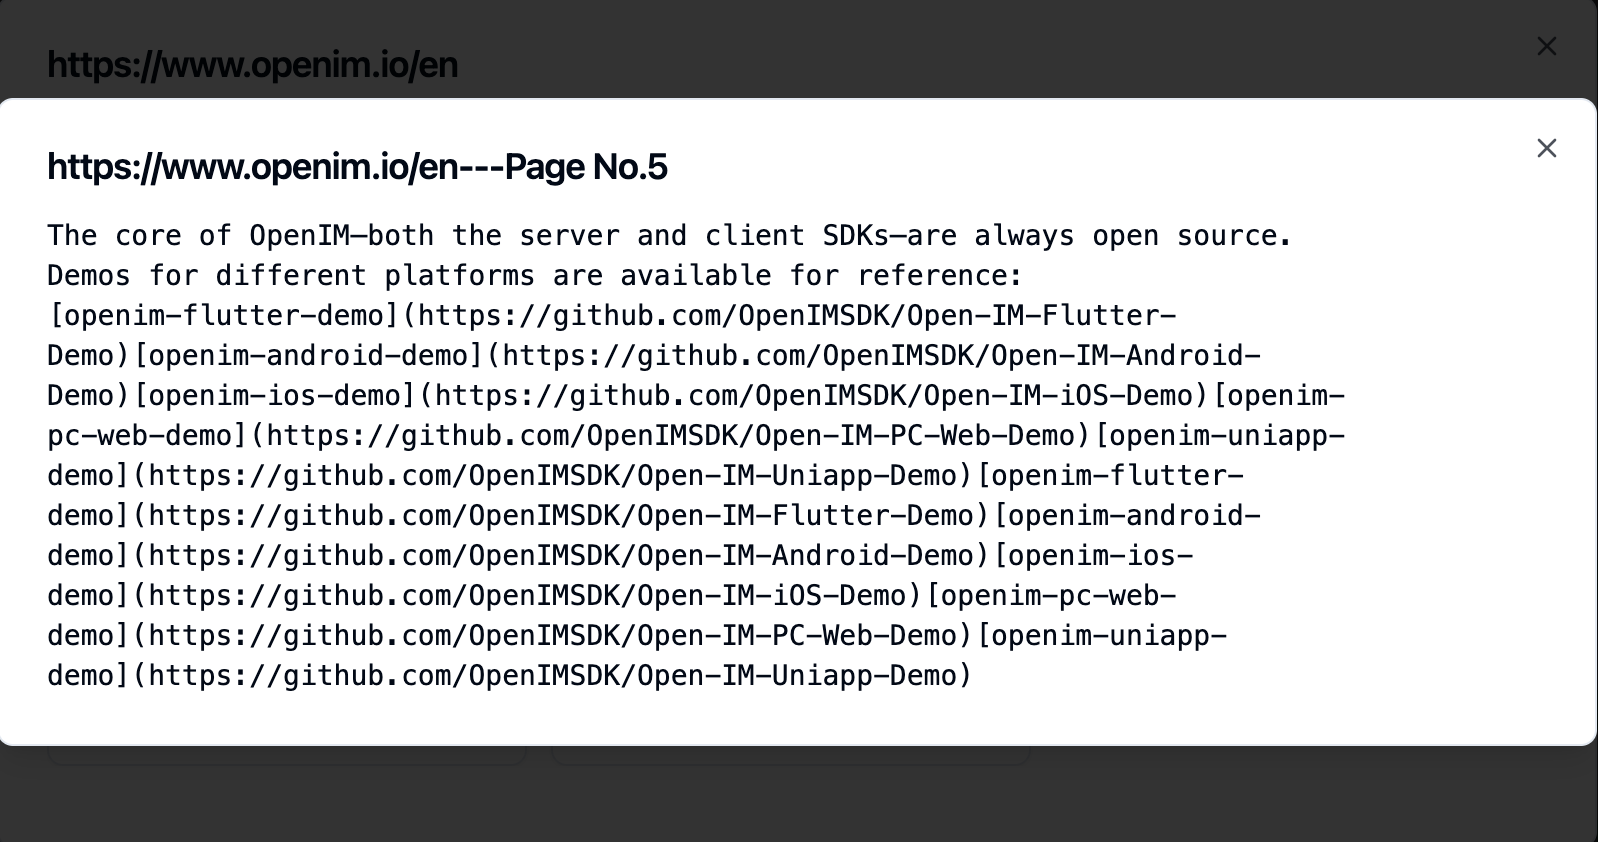 https://www.openim.io/en
https://www.openim.io/en---Page No.5
The core of OpenIM—both the server and client SDKs—are always open source.
Demos for different platforms are available for reference:
[openim-flutter-demo](https://github.com/OpenIMSDK/Open-IM-Flutter-
Demo)[openim-android-demo](https://github.com/OpenIMSDK/Open-IM-Android-
Demo)[openim-ios-demo](https://github.com/OpenIMSDK/Open-IM-iOS-Demo)[openim-
pc-web-demo](https://github.com/OpenIMSDK/Open-IM-PC-Web-Demo)[openim-uniapp-
demo](https://github.com/OpenIMSDK/Open-IM-Uniapp-Demo)[openim-flutter-
demo](https://github.com/OpenIMSDK/Open-IM-Flutter-Demo)[openim-android-
demo](https://github.com/OpenIMSDK/Open-IM-Android-Demo)[openim-ios-
demo](https://github.com/OpenIMSDK/Open-IM-iOS-Demo)[openim-pc-web-
demo](https://github.com/OpenIMSDK/Open-IM-PC-Web-Demo)[openim-uniapp-
demo](https://github.com/OpenIMSDK/Open-IM-Uniapp-Demo)